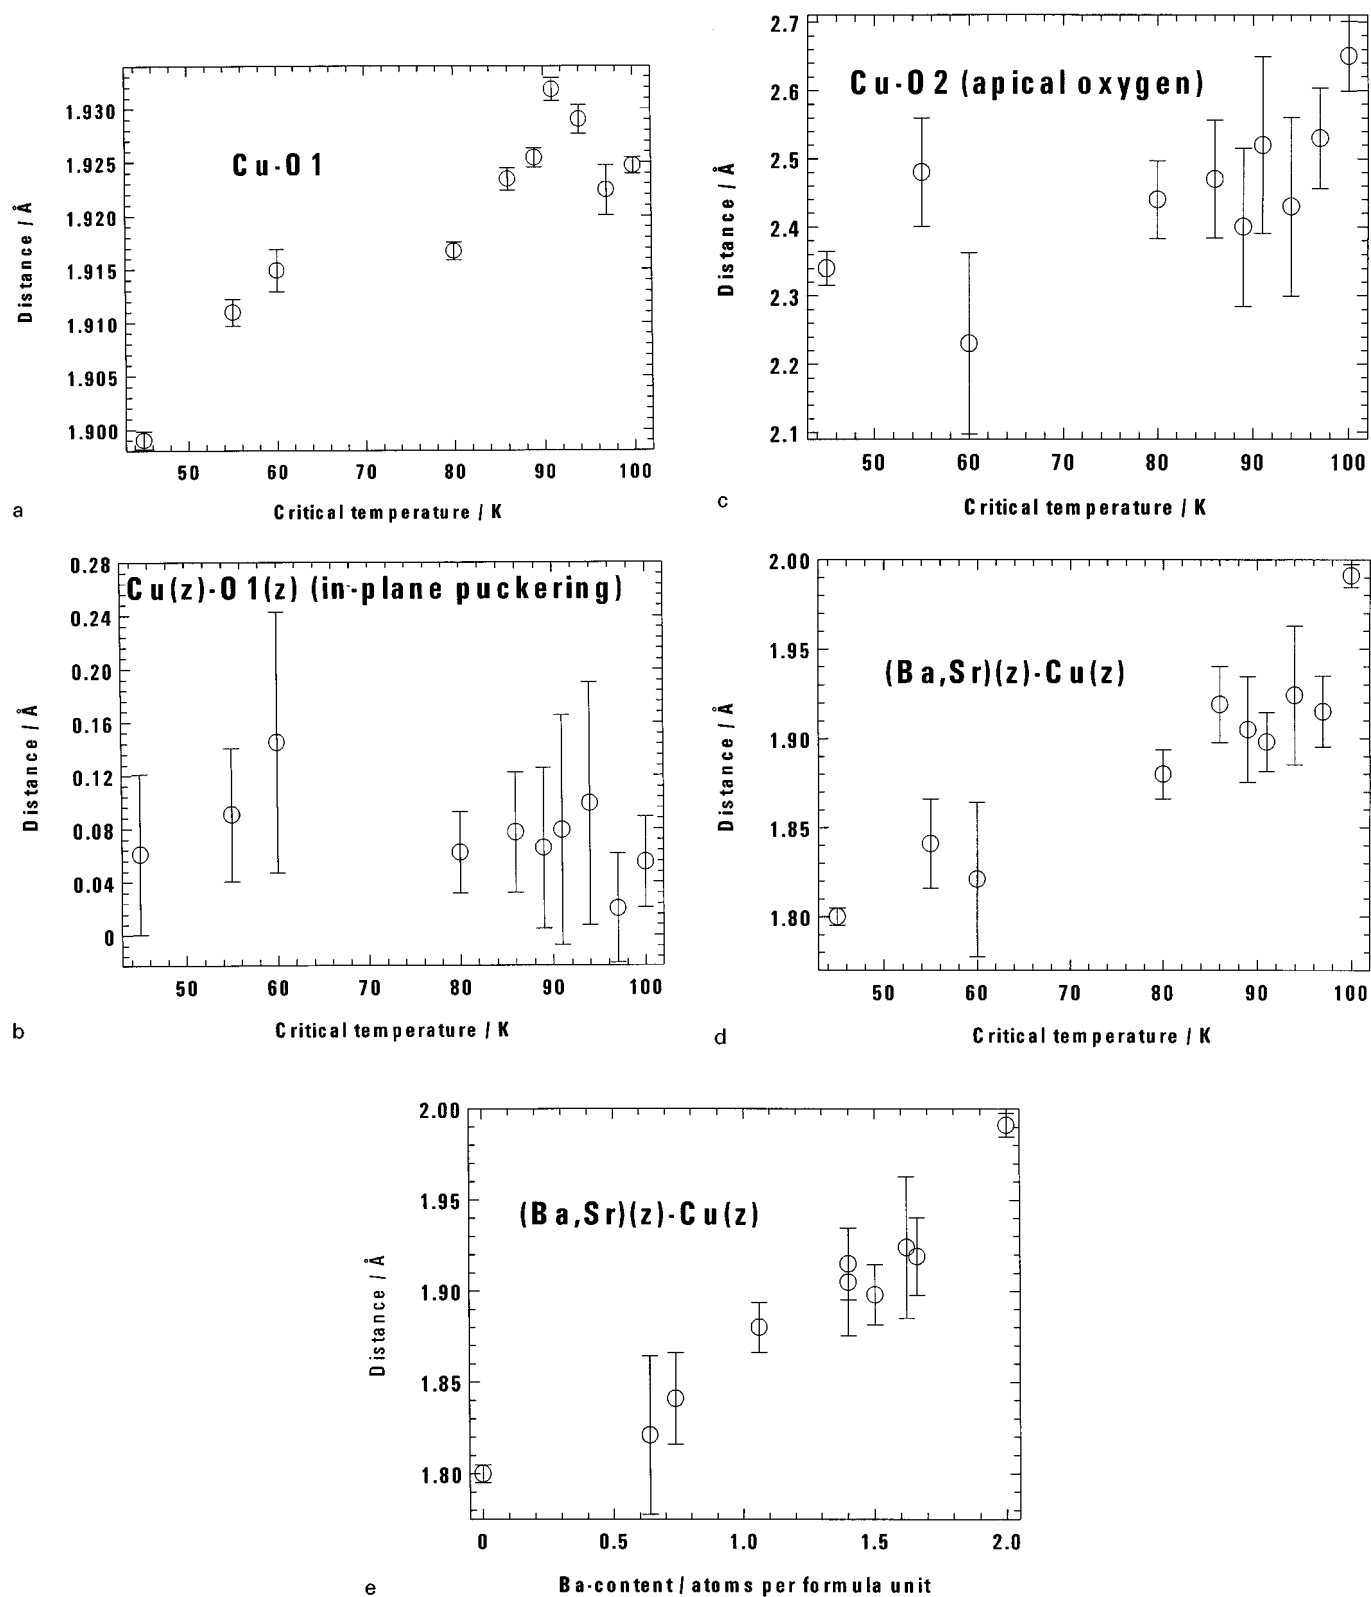 Cu-O1
Distance / Å
1.930
1.925
1.920
1.915
1.910
1.905
1.900
50 60 70 80 90 100
Critical temperature / K
a
Cu-O2 (apical oxygen)
Distance / Å
2.7
2.6
2.5
2.4
2.3
2.2
2.1
50 60 70 80 90 100
Critical temperature / K
c
Cu(z)-O1(z) (in-plane puckering)
Distance / Å
0.28
0.24
0.20
0.16
0.12
0.08
0.04
0
50 60 70 80 90 100
Critical temperature / K
b
(Ba,Sr)(z)-Cu(z)
Distance / Å
2.00
1.95
1.90
1.85
1.80
50 60 70 80 90 100
Critical temperature / K
d
(Ba,Sr)(z)-Cu(z)
Distance / Å
2.00
1.95
1.90
1.85
1.80
0 0.5 1.0 1.5 2.0
Ba-content / atoms per formula unit
e